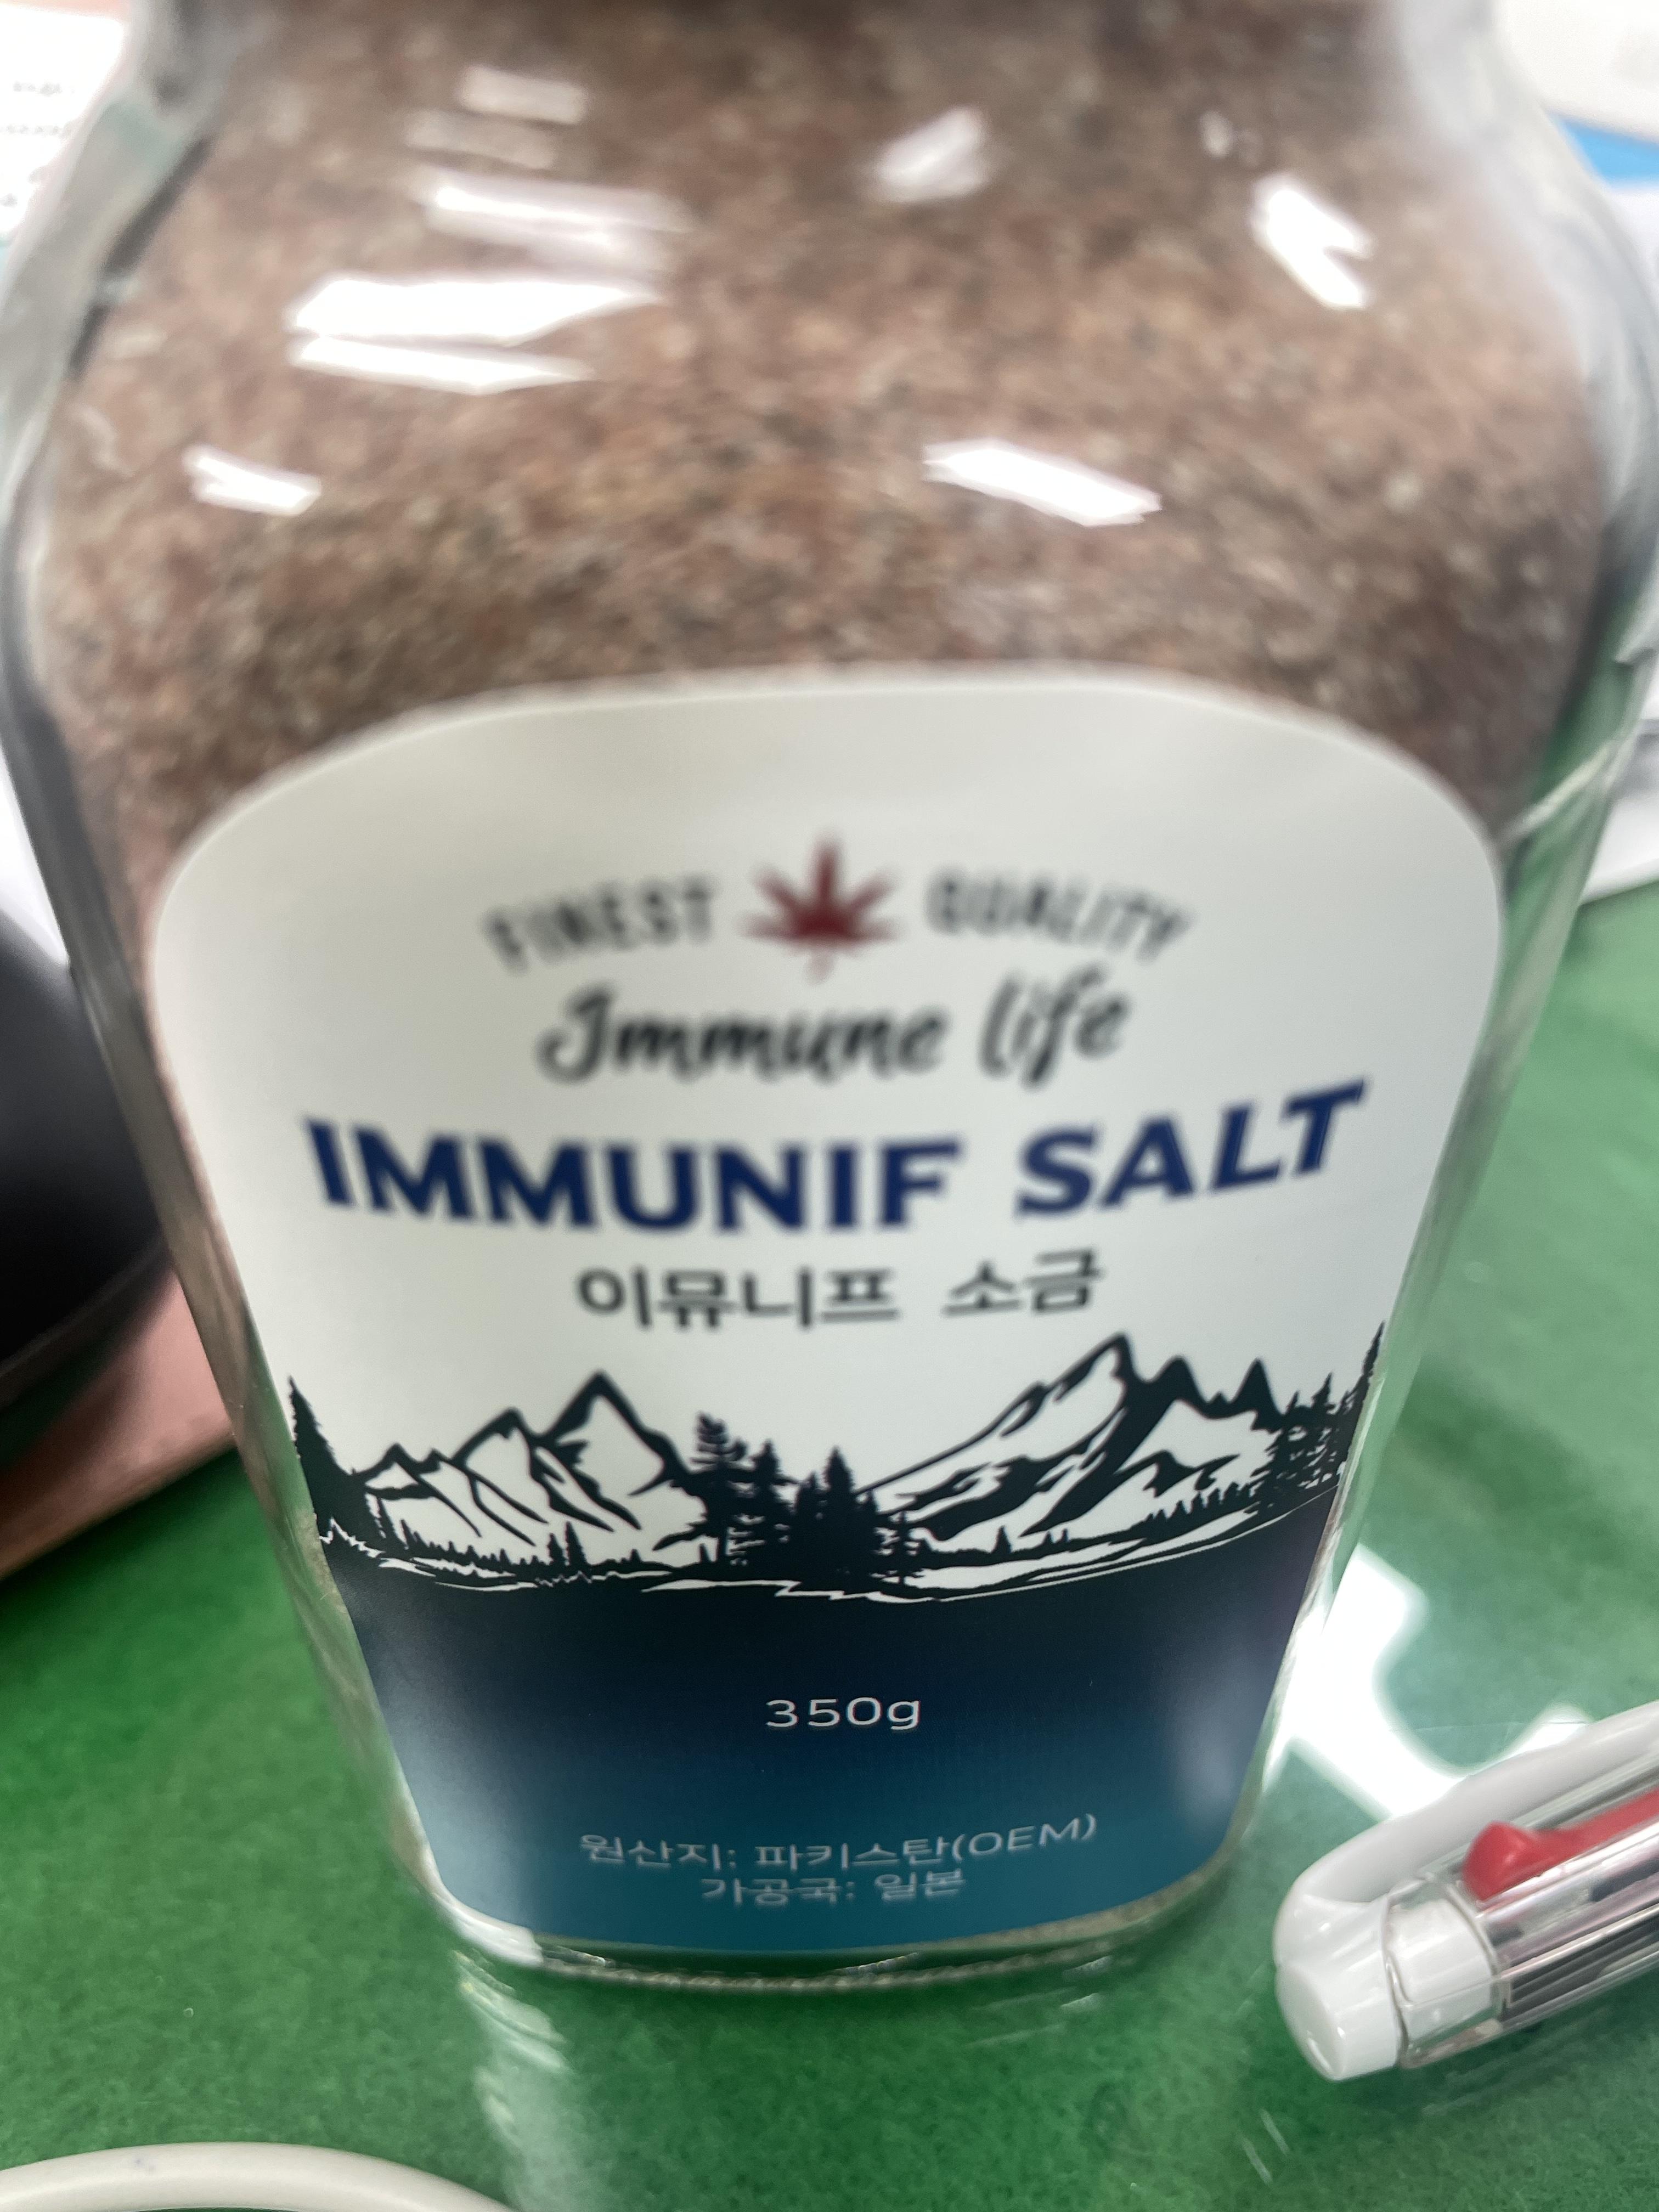 FINEST QUALITY
Immune life
IMMUNIF SALT
이뮤니프 소금
350g
원산지: 파키스탄(OEM)
가공국: 일본